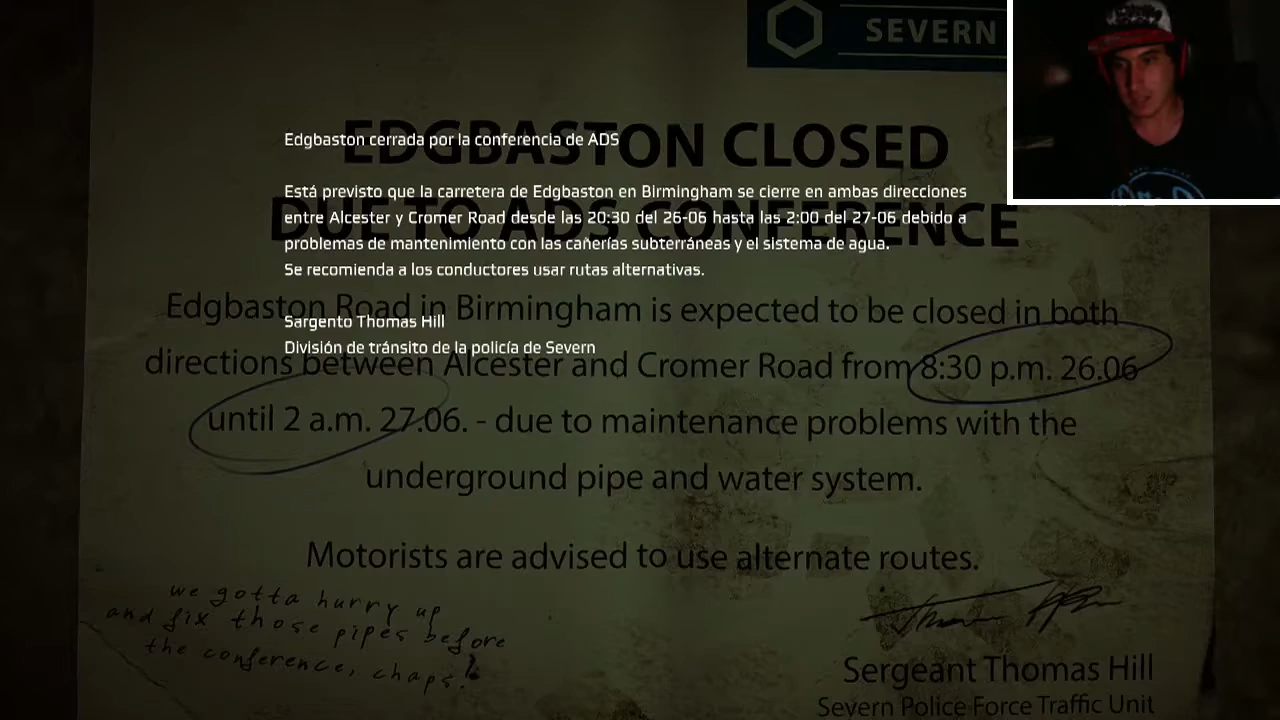 SEVERN
EDGBASTON CLOSED
DUE TO ADS CONFERENCE
Edgbaston Road in Birmingham is expected to be closed in both
directions between Alcester and Cromer Road from 8:30 p.m. 26.06
until 2 a.m. 27.06. - due to maintenance problems with the
underground pipe and water system.
Motorists are advised to use alternate routes.
we gotta hurry up
and fix those pipes before
the conference, chaps!
Sergeant Thomas Hill
Severn Police Force Traffic Unit
Edgbaston cerrada por la conferencia de ADS
Está previsto que la carretera de Edgbaston en Birmingham se cierre en ambas direcciones
entre Alcester y Cromer Road desde las 20:30 del 26-06 hasta las 2:00 del 27-06 debido a
problemas de mantenimiento con las cañerías subterráneas y el sistema de agua.
Se recomienda a los conductores usar rutas alternativas.
Sargento Thomas Hill
División de tránsito de la policía de Severn